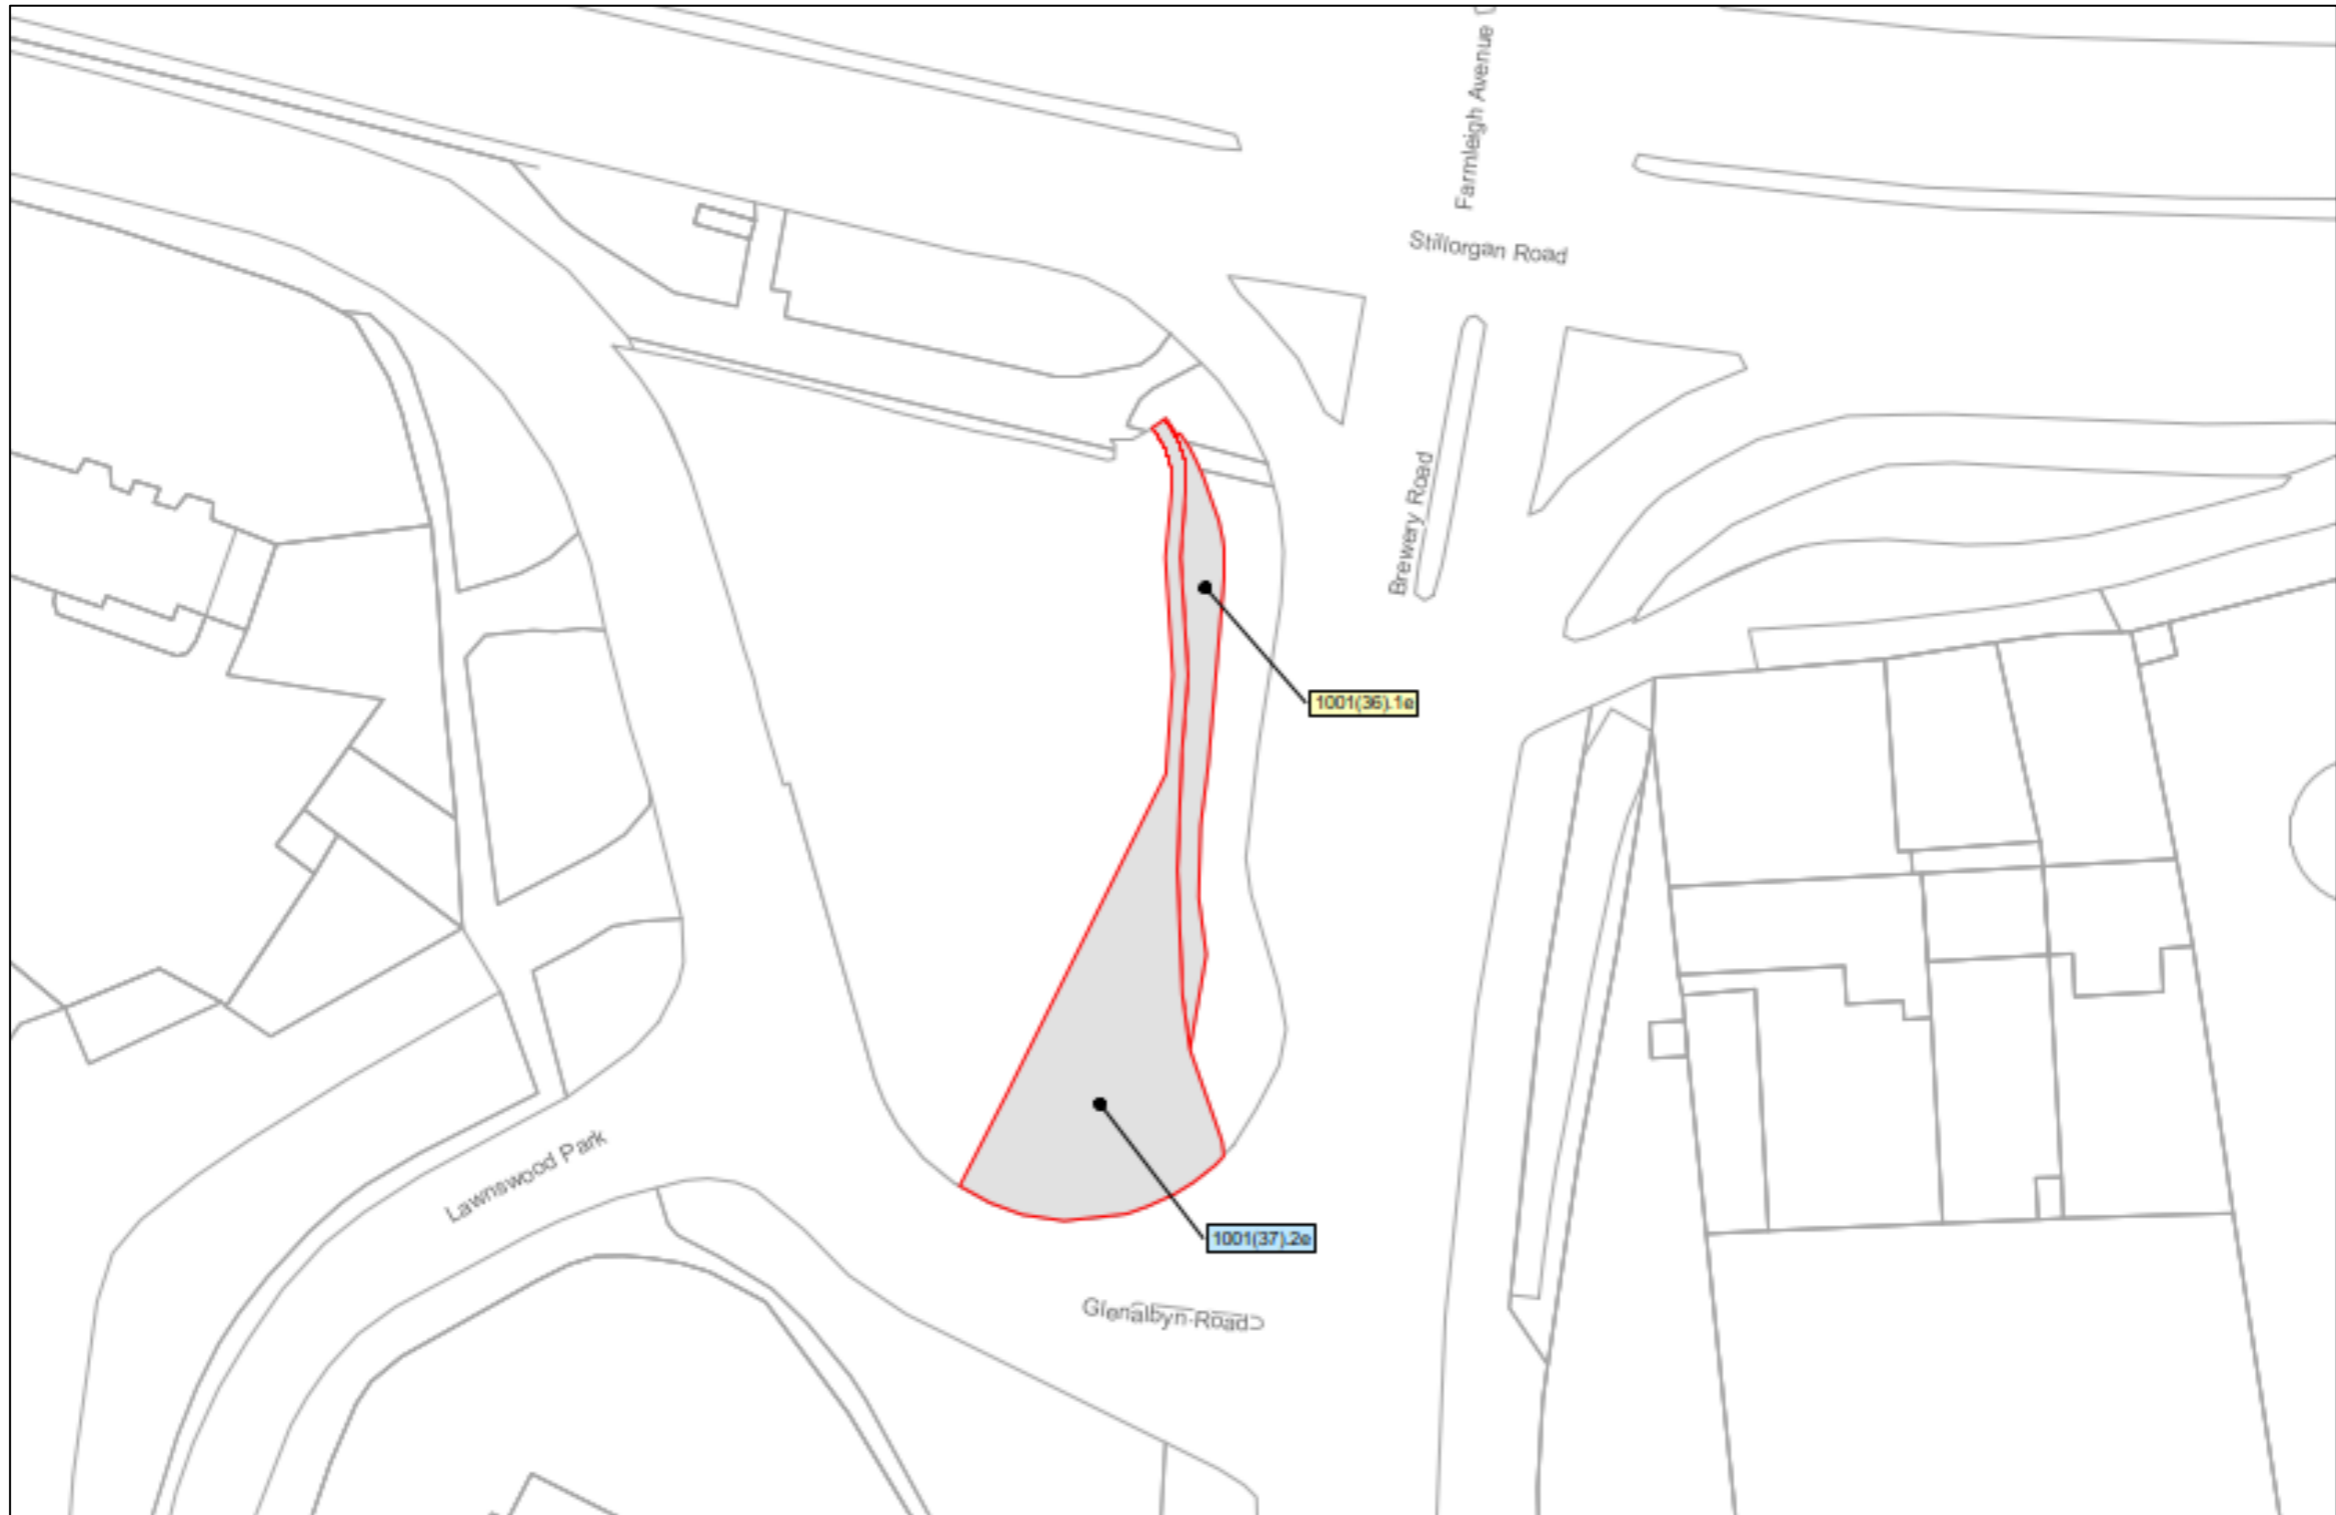 Farmleigh Avenue
Stillorgan Road
Brewery Road
1001(36).1e
Lawnswood Park
1001(37).2e
Glenalbyn Road